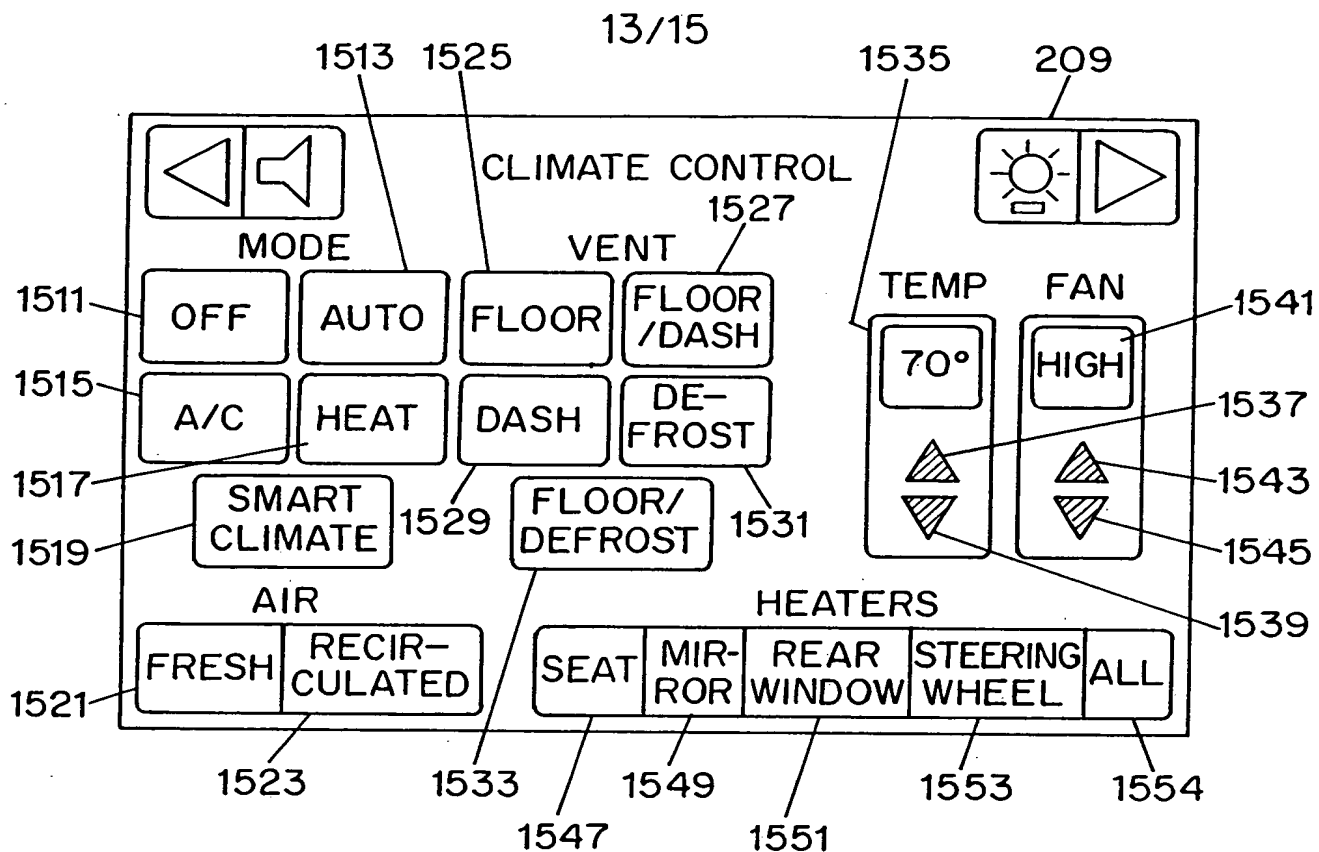 13/15
1513 1525 1535 209
CLIMATE CONTROL
1527
MODE VENT
TEMP FAN
1511 OFF AUTO FLOOR FLOOR
/DASH
70° HIGH 1541
1515 A/C HEAT DASH DE-
FROST
1537
1517 1543
SMART
CLIMATE
1529 FLOOR/
DEFROST
1531
1519 1545
AIR HEATERS
1539
FRESH RECIR-
CULATED
SEAT MIR-
ROR
REAR
WINDOW
STEERING
WHEEL
ALL
1521
1523 1533 1549 1553 1554
1547 1551